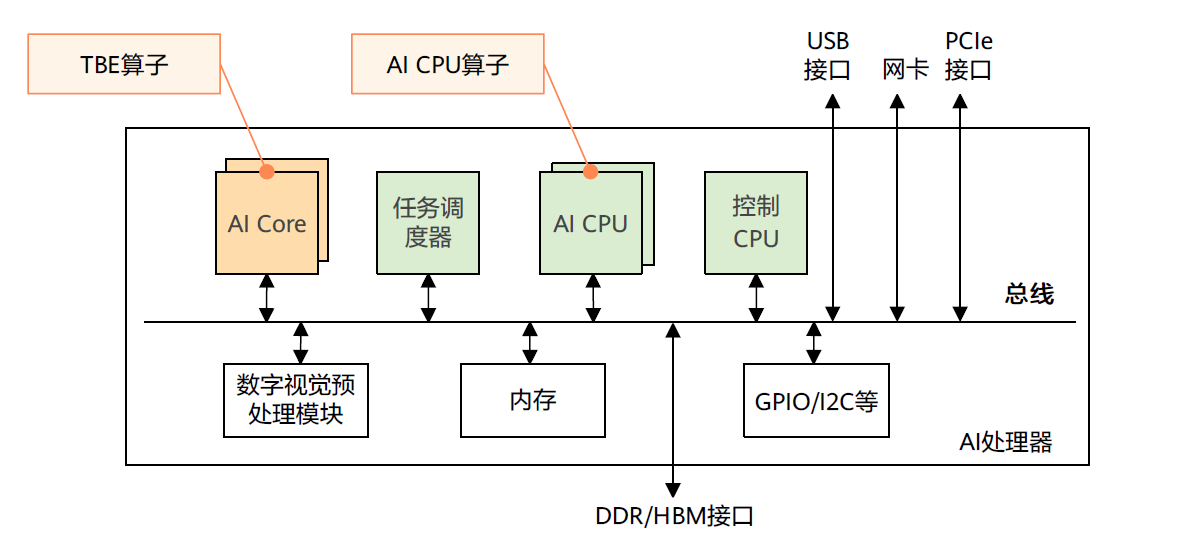 TBE算子
AI CPU算子
USB
接口
网卡
PCIe
接口
AI Core
任务调
度器
AI CPU
控制
CPU
总线
数字视觉预
处理模块
内存
GPIO/I2C等
AI处理器
DDR/HBM接口